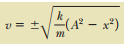 v = ±√(k/m (A² − x²))